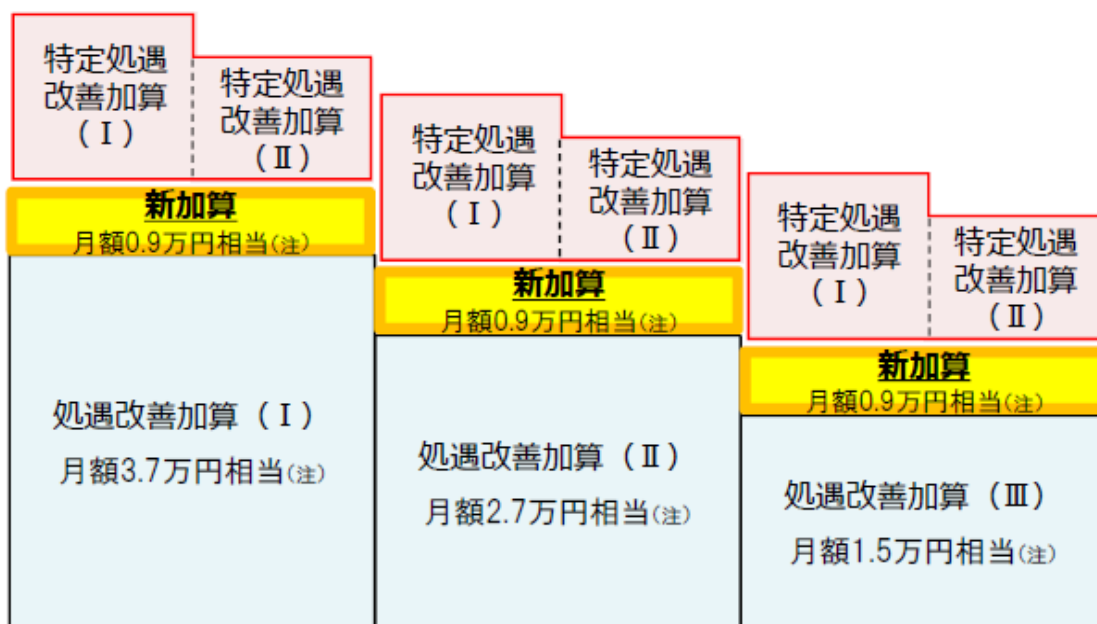 特定処遇
改善加算
（Ⅰ）
特定処遇
改善加算
（Ⅱ）
新加算
月額0.9万円相当(注)
処遇改善加算（Ⅰ）
月額3.7万円相当(注)
特定処遇
改善加算
（Ⅰ）
特定処遇
改善加算
（Ⅱ）
新加算
月額0.9万円相当(注)
処遇改善加算（Ⅱ）
月額2.7万円相当(注)
特定処遇
改善加算
（Ⅰ）
特定処遇
改善加算
（Ⅱ）
新加算
月額0.9万円相当(注)
処遇改善加算（Ⅲ）
月額1.5万円相当(注)